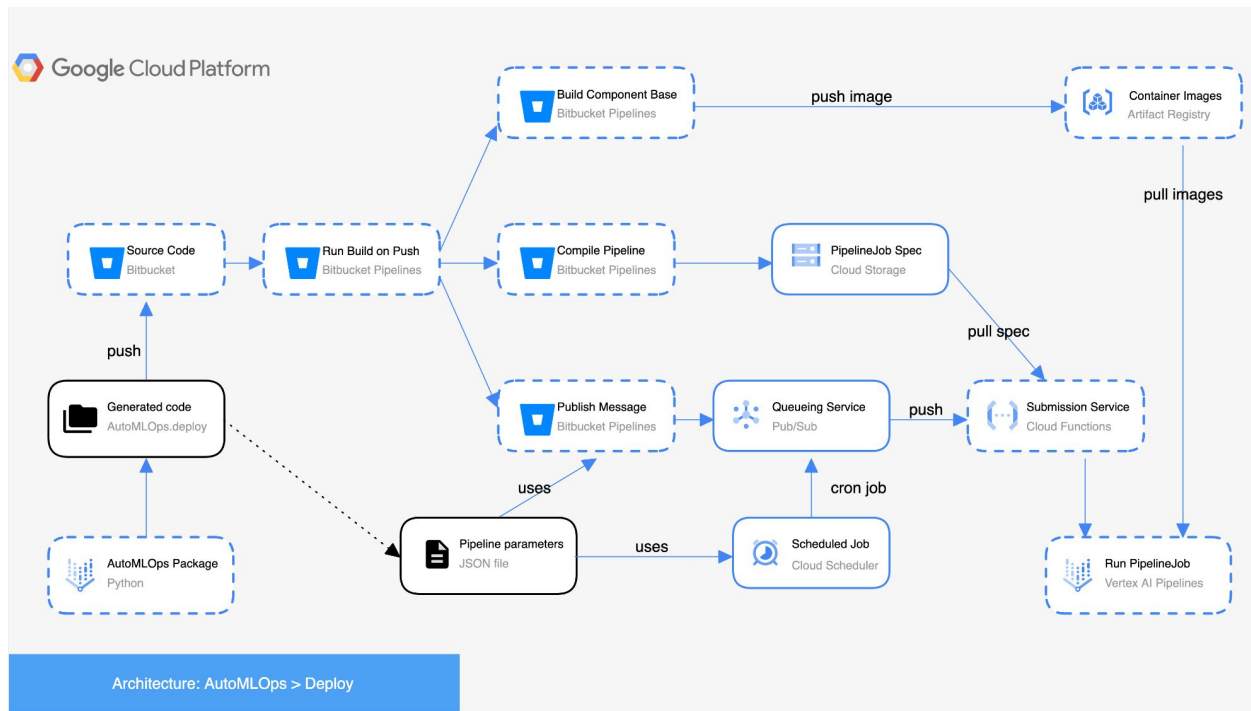 Google Cloud Platform
Build Component Base
Bitbucket Pipelines
push image
Container Images
Artifact Registry
pull images
Source Code
Bitbucket
Run Build on Push
Bitbucket Pipelines
Compile Pipeline
Bitbucket Pipelines
PipelineJob Spec
Cloud Storage
pull spec
push
Generated code
AutoMLOps.deploy
Publish Message
Bitbucket Pipelines
Queueing Service
Pub/Sub
push
Submission Service
Cloud Functions
uses
cron job
Pipeline parameters
JSON file
uses
Scheduled Job
Cloud Scheduler
AutoMLOps Package
Python
Run PipelineJob
Vertex AI Pipelines
Architecture: AutoMLOps > Deploy